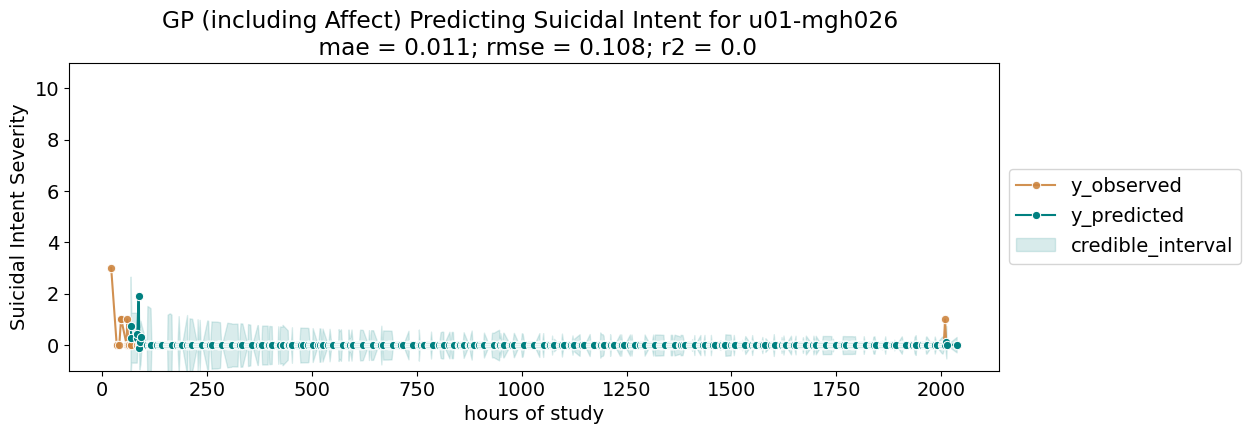 GP (including Affect) Predicting Suicidal Intent for u01-mgh026
mae = 0.011; rmse = 0.108; r2 = 0.0
Suicidal Intent Severity
10
8
6
4
2
0
0 250 500 750 1000 1250 1500 1750 2000
hours of study
y_observed
y_predicted
credible_interval